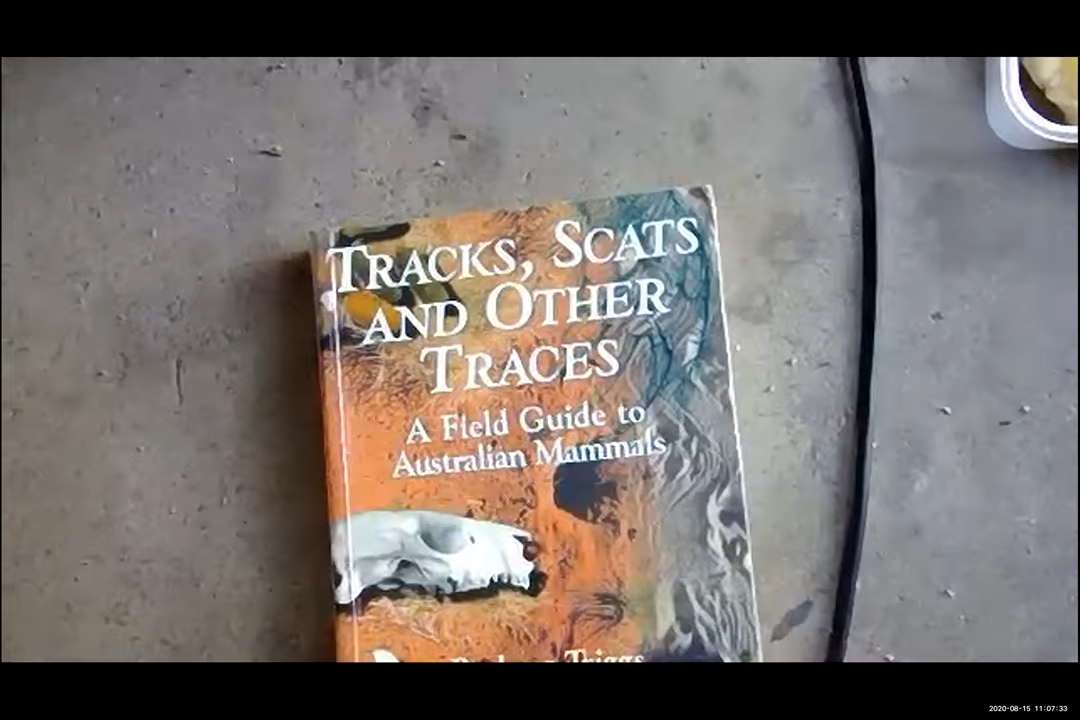 TRACKS, SCATS
AND OTHER
TRACES
A Field Guide to
Australian Mammals
Triggs
2020-08-15 11:07:33